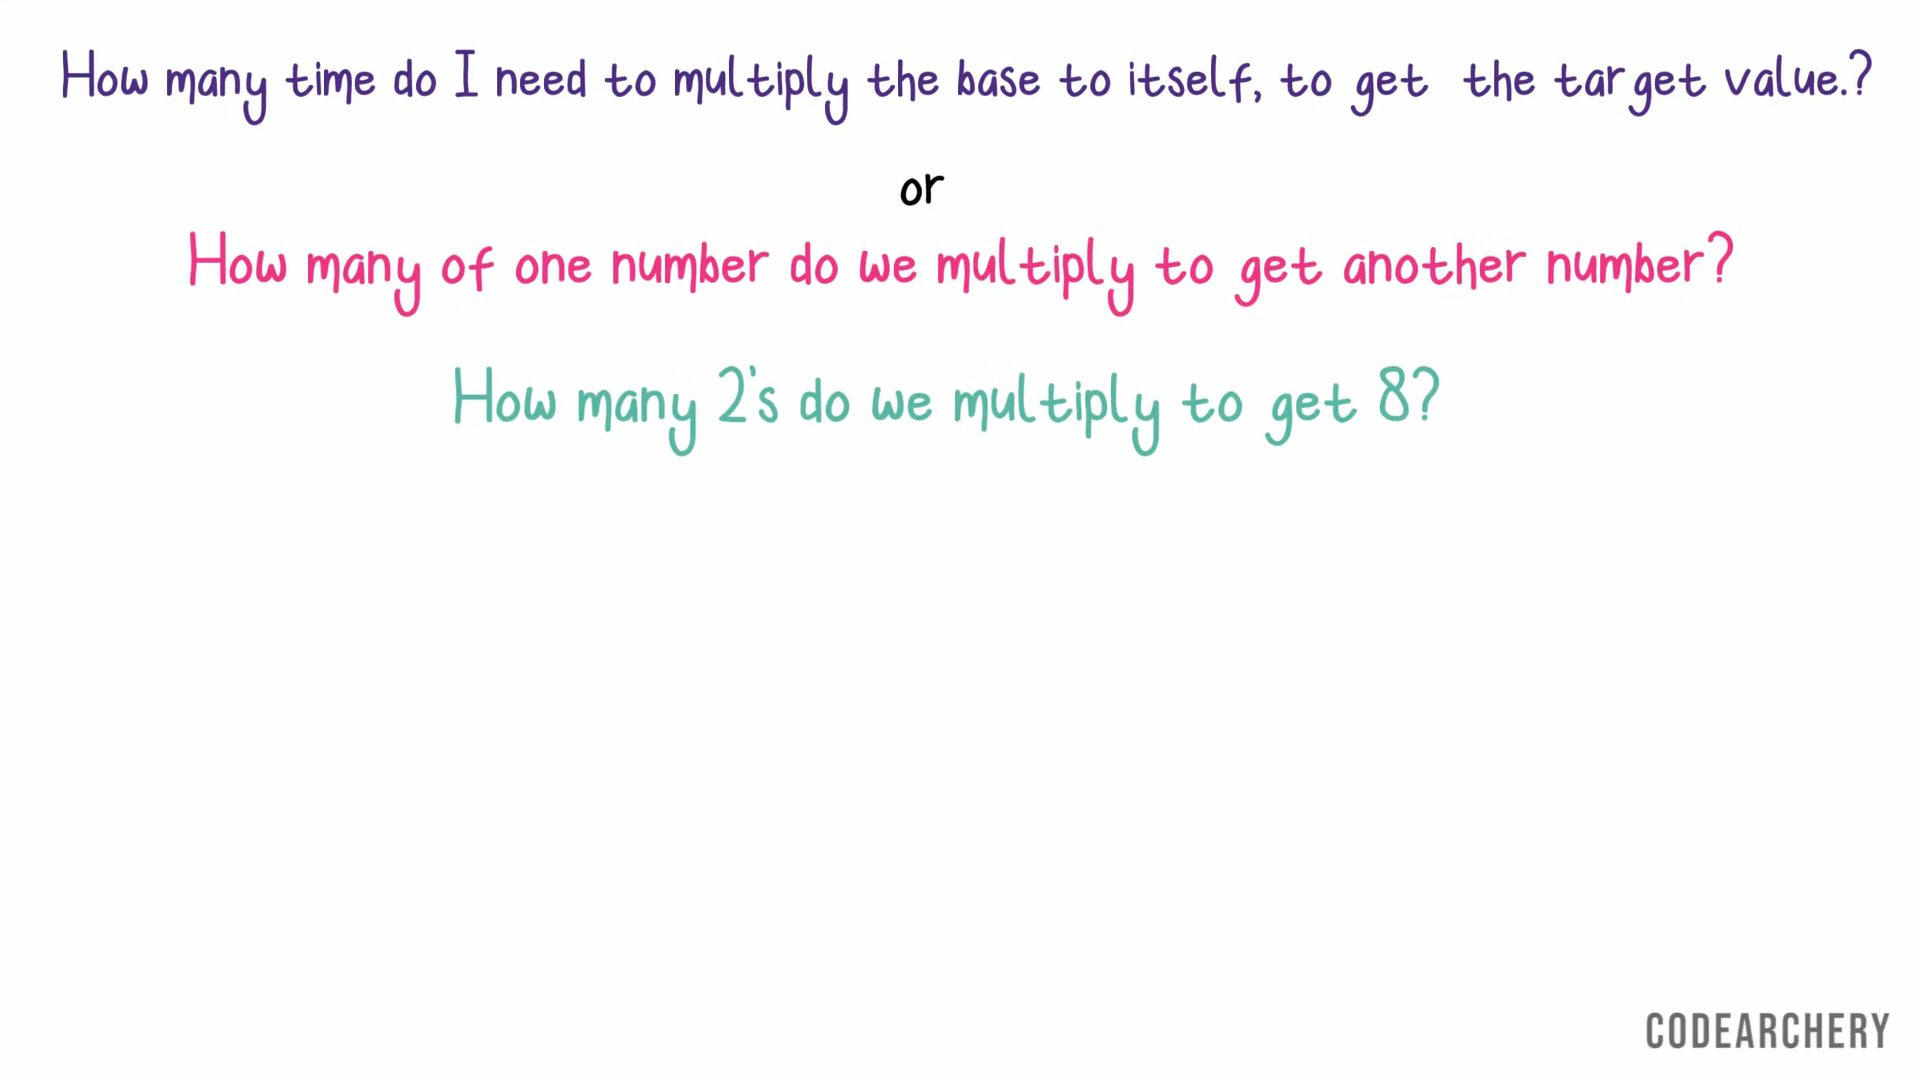 How many time do I need to multiply the base to itself, to get the target value.?
or
How many of one number do we multiply to get another number?
How many 2's do we multiply to get 8?
CODEARCHERY